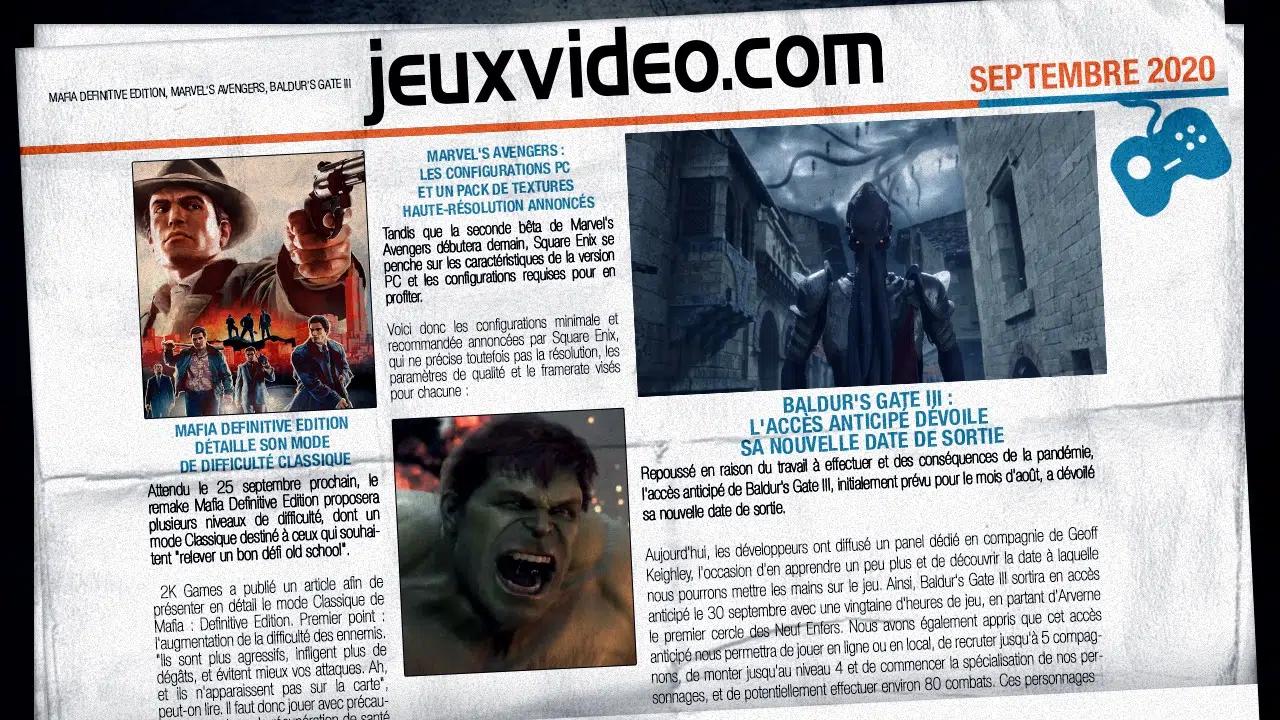 jeuxvideo.com
MAFIA DEFINITIVE EDITION, MARVEL'S AVENGERS, BALDUR'S GATE III
SEPTEMBRE 2020
MAFIA DEFINITIVE EDITION
DÉTAILLE SON MODE
DE DIFFICULTÉ CLASSIQUE
Attendu le 25 septembre prochain, le
remake Mafia Definitive Edition proposera
plusieurs niveaux de difficulté, dont un
mode Classique destiné à ceux qui souhai-
tent "relever un bon défi old school".
2K Games a publié un article afin de
présenter en détail le mode Classique de
Mafia : Definitive Edition. Premier point :
l'augmentation de la difficulté des ennemis.
"Ils sont plus agressifs, infligent plus de
dégâts, et évitent mieux vos attaques. Ah,
et ils n'apparaissent pas sur la carte",
peut-on lire. Il faut donc jouer avec précau-
récupération de santé
MARVEL'S AVENGERS :
LES CONFIGURATIONS PC
ET UN PACK DE TEXTURES
HAUTE-RÉSOLUTION ANNONCÉS
Tandis que la seconde bêta de Marvel's
Avengers débutera demain, Square Enix se
penche sur les caractéristiques de la version
PC et les configurations requises pour en
profiter.
Voici donc les configurations minimale et
recommandée annoncées par Square Enix,
qui ne précise toutefois pas la résolution, les
paramètres de qualité et le framerate visés
pour chacune :
BALDUR'S GATE III :
L'ACCÈS ANTICIPÉ DÉVOILE
SA NOUVELLE DATE DE SORTIE
Repoussé en raison du travail à effectuer et des conséquences de la pandémie,
l'accès anticipé de Baldur's Gate III, initialement prévu pour le mois d'août, a dévoilé
sa nouvelle date de sortie.
Aujourd'hui, les développeurs ont diffusé un panel dédié en compagnie de Geoff
Keighley, l'occasion d'en apprendre un peu plus et de découvrir la date à laquelle
nous pourrons mettre les mains sur le jeu. Ainsi, Baldur's Gate III sortira en accès
anticipé le 30 septembre avec une vingtaine d'heures de jeu, en partant d'Arverne
le premier cercle des Neuf Enfers. Nous avons également appris que cet accès
anticipé nous permettra de jouer en ligne ou en local, de recruter jusqu'à 5 compag-
nons, de monter jusqu'au niveau 4 et de commencer la spécialisation de nos per-
sonnages, et de potentiellement effectuer environ 80 combats. Ces personnages